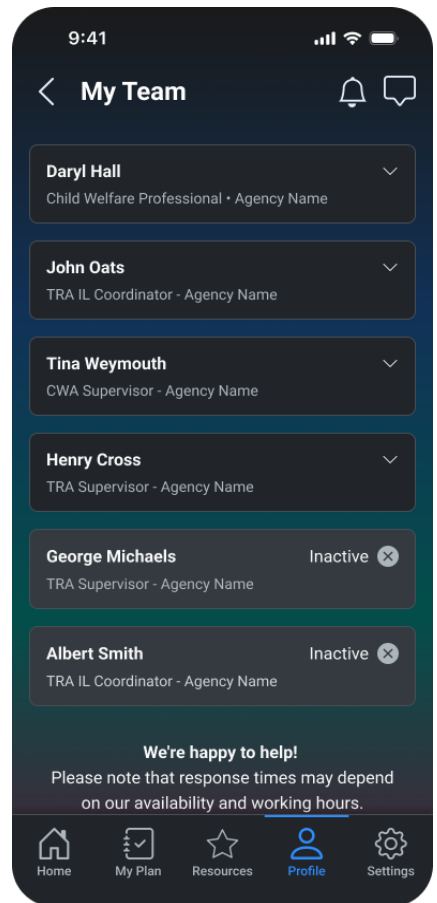 9:41
My Team
Daryl Hall
Child Welfare Professional • Agency Name
John Oats
TRA IL Coordinator - Agency Name
Tina Weymouth
CWA Supervisor - Agency Name
Henry Cross
TRA Supervisor - Agency Name
George Michaels
Inactive
TRA Supervisor - Agency Name
Albert Smith
Inactive
TRA IL Coordinator - Agency Name
We're happy to help!
Please note that response times may depend
on our availability and working hours.
Home
My Plan
Resources
Profile
Settings